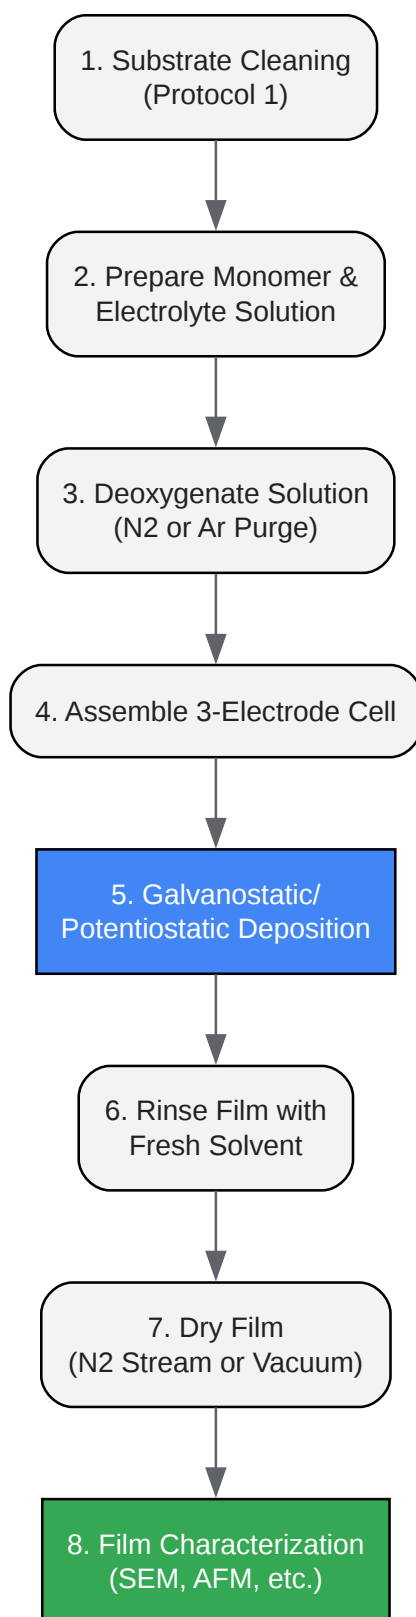 1. Substrate Cleaning
(Protocol 1)
2. Prepare Monomer &
Electrolyte Solution
3. Deoxygenate Solution
(N2 or Ar Purge)
4. Assemble 3-Electrode Cell
5. Galvanostatic/
Potentiostatic Deposition
6. Rinse Film with
Fresh Solvent
7. Dry Film
(N2 Stream or Vacuum)
8. Film Characterization
(SEM, AFM, etc.)